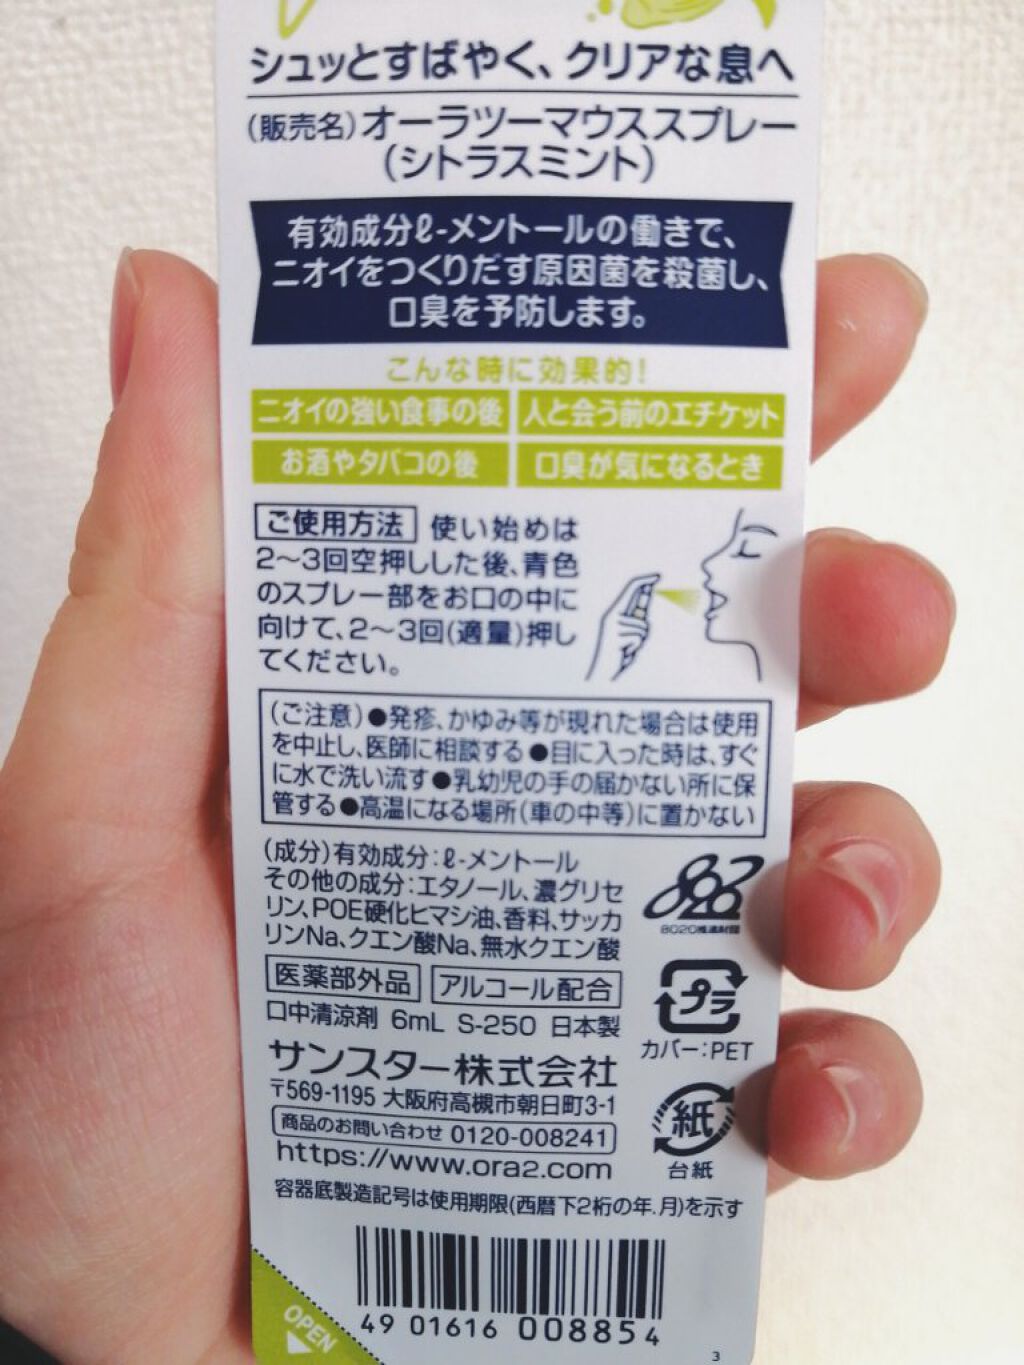 シュッとすばやく、クリアな息へ
(販売名)オーラツーマウススプレー
(シトラスミント)
有効成分ℓ-メントールの働きで、
ニオイをつくりだす原因菌を殺菌し、
口臭を予防します。
こんな時に効果的!
ニオイの強い食事の後 人と会う前のエチケット
お酒やタバコの後 口臭が気になるとき
ご使用方法 使い始めは
2〜3回空押しした後、青色
のスプレー部をお口の中に
向けて、2〜3回(適量)押し
てください。
(ご注意)●発疹、かゆみ等が現れた場合は使用
を中止し、医師に相談する●目に入った時は、すぐ
に水で洗い流す●乳幼児の手の届かない所に保
管する●高温になる場所(車の中等)に置かない
(成分)有効成分:ℓ-メントール
その他の成分:エタノール、濃グリセ
リン、POE硬化ヒマシ油、香料、サッカ
リンNa、クエン酸Na、無水クエン酸
8020推進財団
医薬部外品 アルコール配合
口中清涼剤 6mL S-250 日本製
プラ
カバー:PET
サンスター株式会社
〒569-1195 大阪府高槻市朝日町3-1
商品のお問い合わせ 0120-008241
https://www.ora2.com
紙
台紙
容器底製造記号は使用期限(西暦下2桁の年.月)を示す
OPEN
49 01616 008854
3